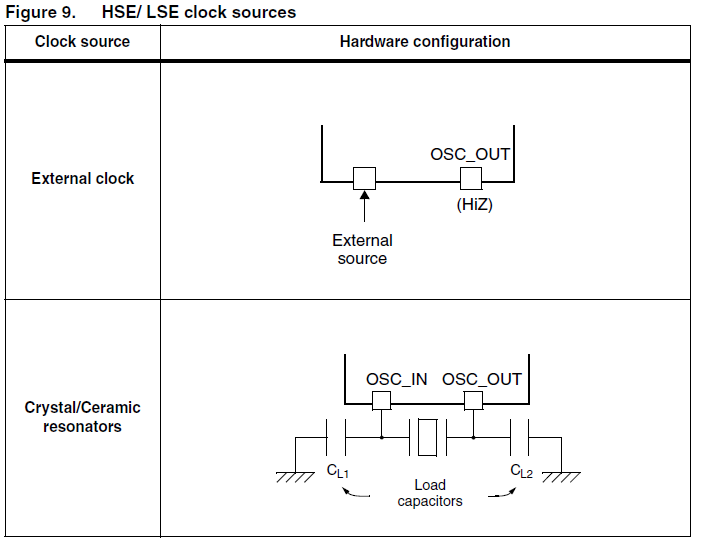 Figure 9. HSE/ LSE clock sources
Clock source Hardware configuration
External clock
OSC_OUT
(HiZ)
External
source
Crystal/Ceramic
resonators
OSC_IN OSC_OUT
CL1 CL2
Load
capacitors